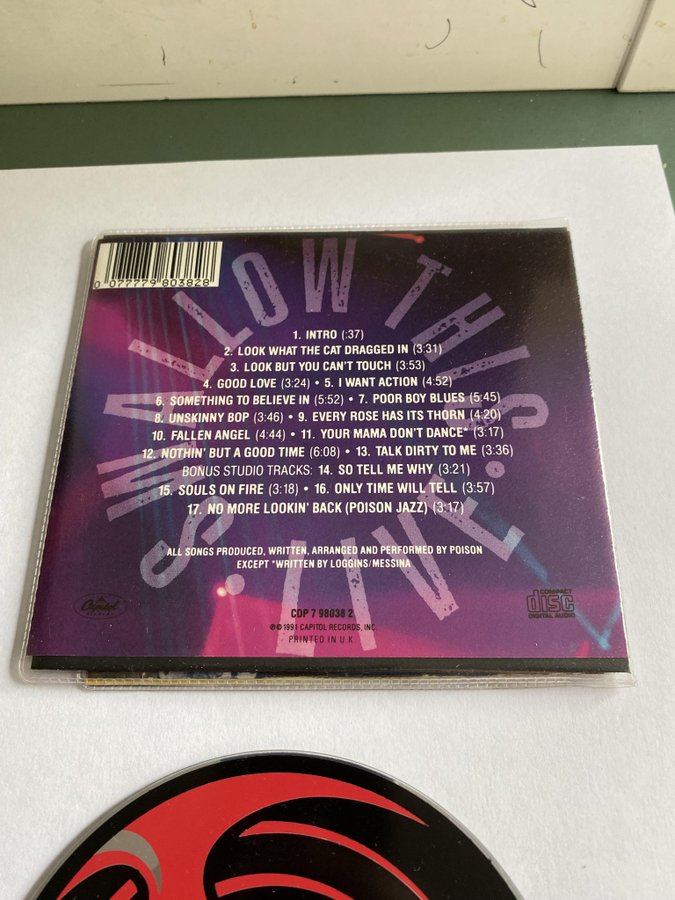 0 077779 803828
SWALLOW THIS LIVE
1. INTRO (:37)
2. LOOK WHAT THE CAT DRAGGED IN (3:31)
3. LOOK BUT YOU CAN'T TOUCH (3:53)
4. GOOD LOVE (3:24) • 5. I WANT ACTION (4:52)
6. SOMETHING TO BELIEVE IN (5:52) • 7. POOR BOY BLUES (5:45)
8. UNSKINNY BOP (3:46) • 9. EVERY ROSE HAS ITS THORN (4:20)
10. FALLEN ANGEL (4:44) • 11. YOUR MAMA DON'T DANCE* (3:17)
12. NOTHIN' BUT A GOOD TIME (6:08) • 13. TALK DIRTY TO ME (3:36)
BONUS STUDIO TRACKS: 14. SO TELL ME WHY (3:21)
15. SOULS ON FIRE (3:18) • 16. ONLY TIME WILL TELL (3:57)
17. NO MORE LOOKIN' BACK (POISON JAZZ) (3:17)
ALL SONGS PRODUCED, WRITTEN, ARRANGED AND PERFORMED BY POISON
EXCEPT *WRITTEN BY LOGGINS/MESSINA
Capitol
CDP 7 98038 2
℗ © 1991 CAPITOL RECORDS, INC.
PRINTED IN U.K.
COMPACT
disc
DIGITAL AUDIO